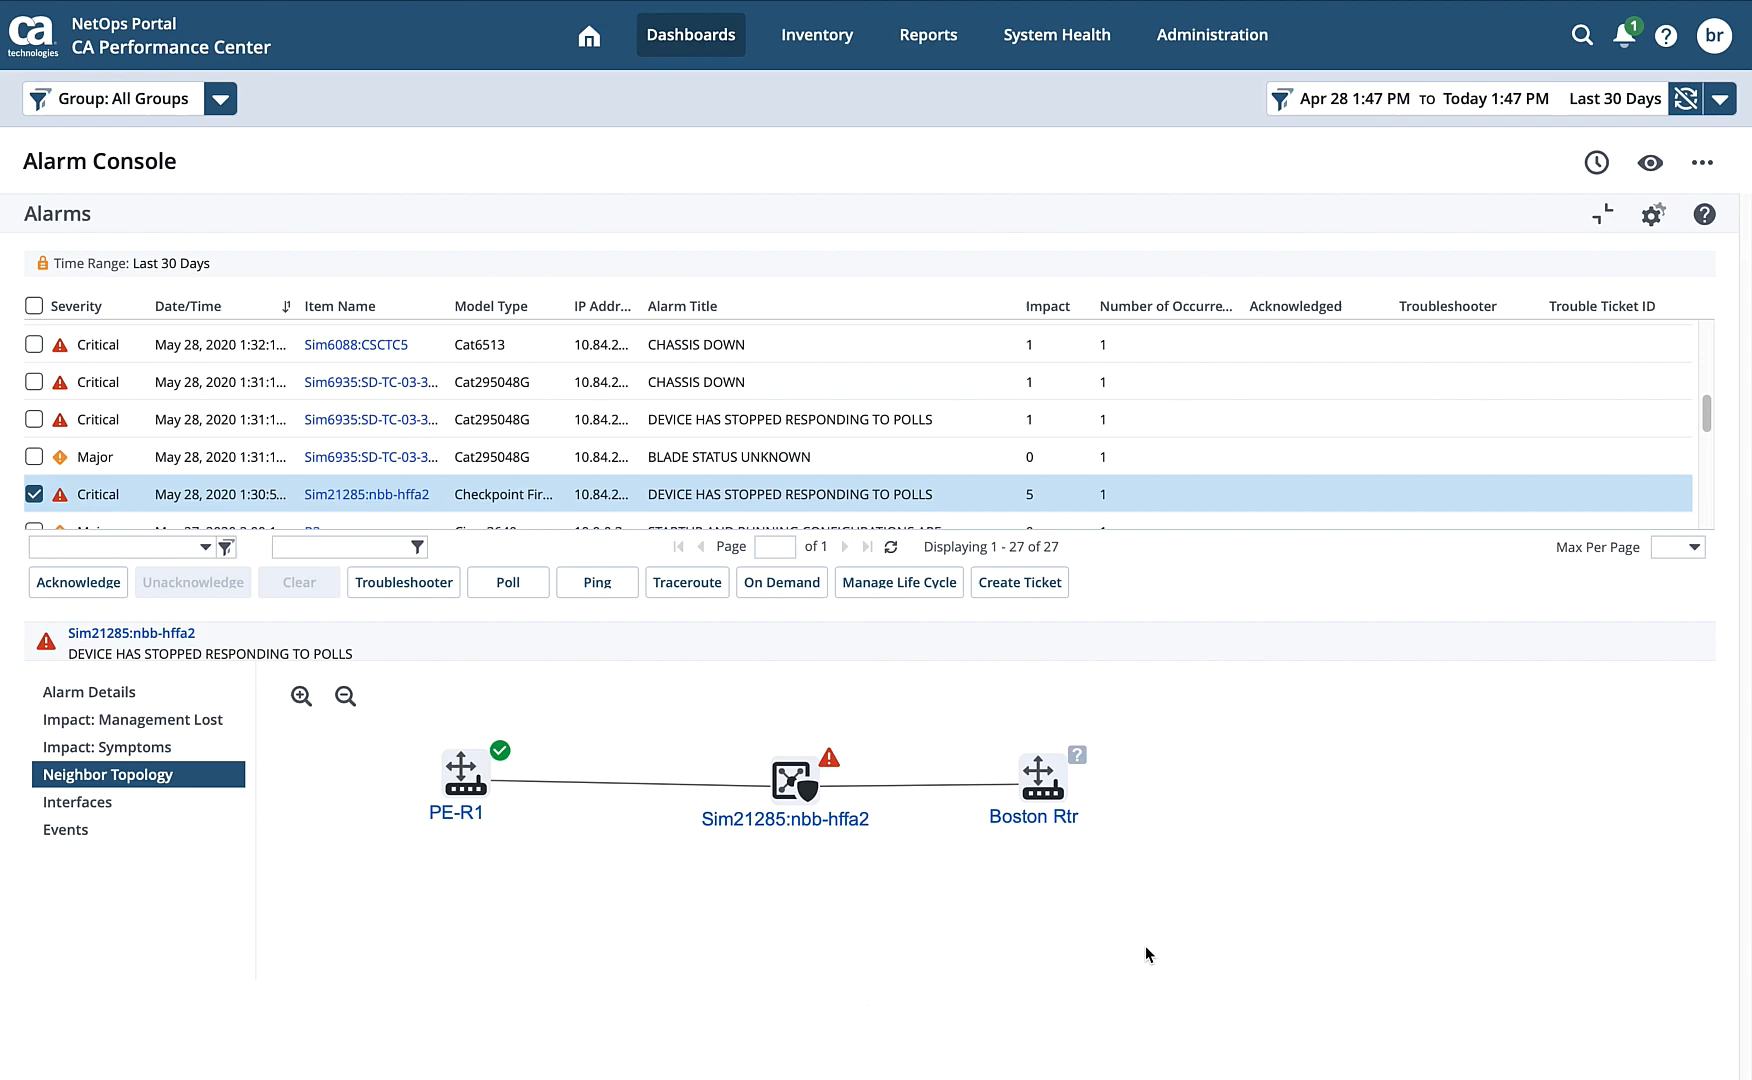 ca
technologies
NetOps Portal
CA Performance Center
Dashboards
Inventory
Reports
System Health
Administration
1
br
Group: All Groups
Apr 28 1:47 PM TO Today 1:47 PM Last 30 Days
Alarm Console
Alarms
Time Range: Last 30 Days
Severity Date/Time Item Name Model Type IP Addr... Alarm Title Impact Number of Occurre... Acknowledged Troubleshooter Trouble Ticket ID
Critical May 28, 2020 1:32:1... Sim6088:CSCTC5 Cat6513 10.84.2... CHASSIS DOWN 1 1
Critical May 28, 2020 1:31:1... Sim6935:SD-TC-03-3... Cat295048G 10.84.2... CHASSIS DOWN 1 1
Critical May 28, 2020 1:31:1... Sim6935:SD-TC-03-3... Cat295048G 10.84.2... DEVICE HAS STOPPED RESPONDING TO POLLS 1 1
Major May 28, 2020 1:31:1... Sim6935:SD-TC-03-3... Cat295048G 10.84.2... BLADE STATUS UNKNOWN 0 1
Critical May 28, 2020 1:30:5... Sim21285:nbb-hffa2 Checkpoint Fir... 10.84.2... DEVICE HAS STOPPED RESPONDING TO POLLS 5 1
Page of 1 Displaying 1 - 27 of 27 Max Per Page
Acknowledge Unacknowledge Clear Troubleshooter Poll Ping Traceroute On Demand Manage Life Cycle Create Ticket
Sim21285:nbb-hffa2
DEVICE HAS STOPPED RESPONDING TO POLLS
Alarm Details
Impact: Management Lost
Impact: Symptoms
Neighbor Topology
Interfaces
Events
PE-R1
Sim21285:nbb-hffa2
Boston Rtr